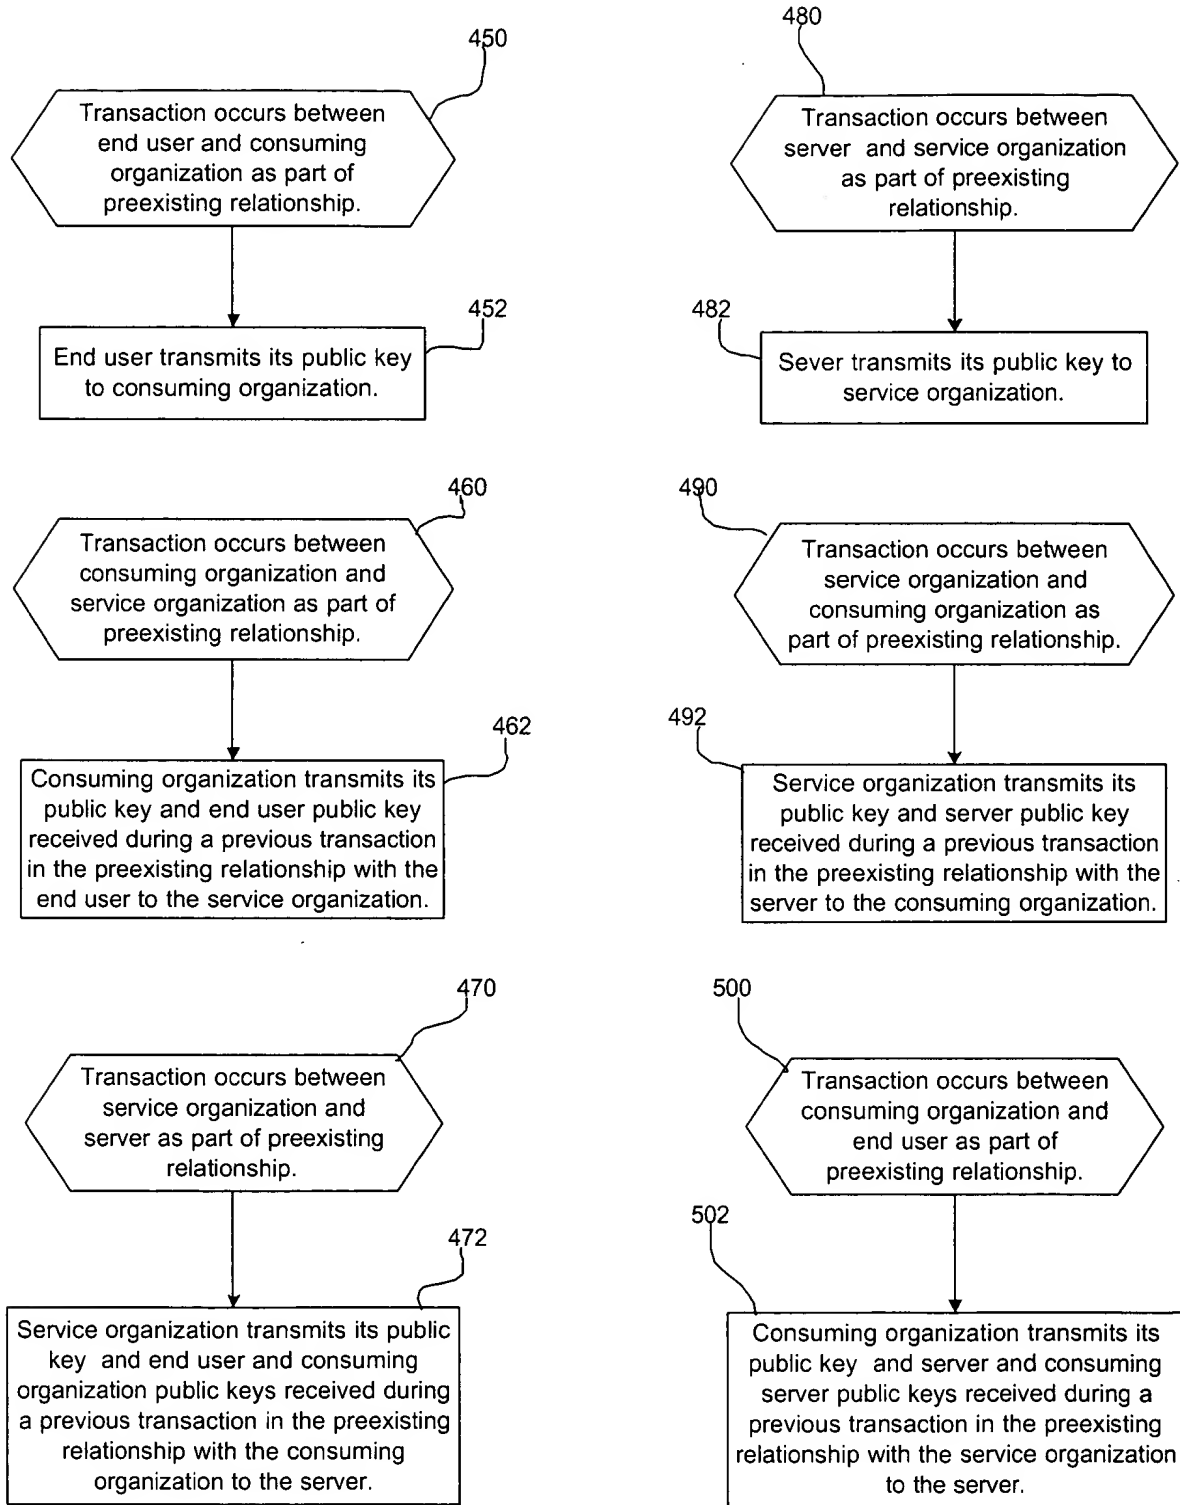 450
Transaction occurs between
end user and consuming
organization as part of
preexisting relationship.
452
End user transmits its public key
to consuming organization.
460
Transaction occurs between
consuming organization and
service organization as part of
preexisting relationship.
462
Consuming organization transmits its
public key and end user public key
received during a previous transaction
in the preexisting relationship with the
end user to the service organization.
470
Transaction occurs between
service organization and
server as part of preexisting
relationship.
472
Service organization transmits its public
key and end user and consuming
organization public keys received during
a previous transaction in the preexisting
relationship with the consuming
organization to the server.
480
Transaction occurs between
server and service organization
as part of preexisting
relationship.
482
Sever transmits its public key to
service organization.
490
Transaction occurs between
service organization and
consuming organization as
part of preexisting relationship.
492
Service organization transmits its
public key and server public key
received during a previous transaction
in the preexisting relationship with the
server to the consuming organization.
500
Transaction occurs between
consuming organization and
end user as part of
preexisting relationship.
502
Consuming organization transmits its
public key and server and consuming
server public keys received during a
previous transaction in the preexisting
relationship with the service organization
to the server.